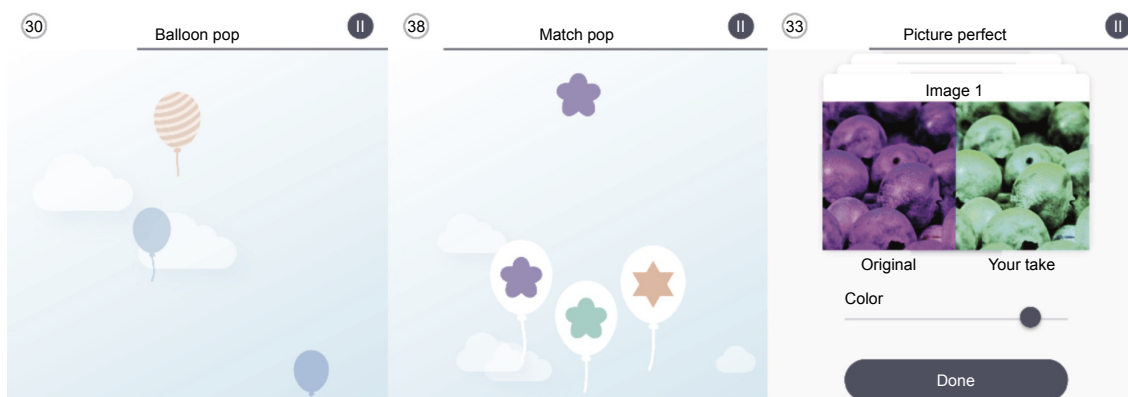 30
Balloon pop
38
Match pop
33
Picture perfect
Image 1
Original
Your take
Color
Done